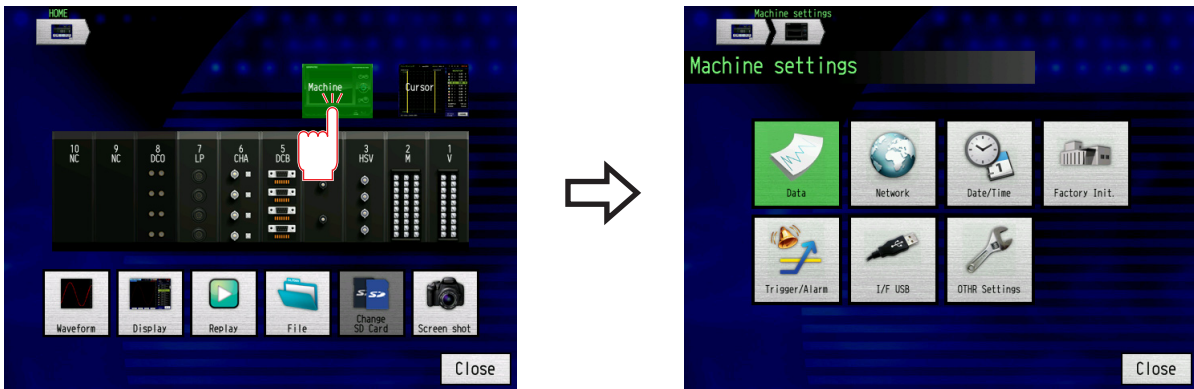 HOME
Machine
Cursor
10 9 8 7 6 5 3 2 1
NC NC DCO LP CHA DCB HSV M V
Waveform Display Replay File Change SD Card Screen shot
Close
Machine settings
Machine settings
Data Network Date/Time Factory Init.
Trigger/Alarm I/F USB OTHR Settings
Close